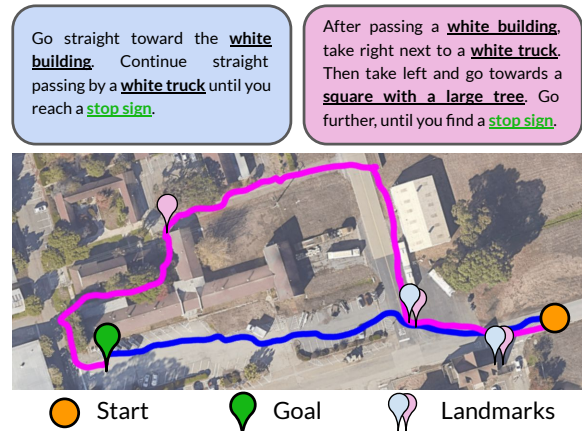 Go straight toward the white
building. Continue straight
passing by a white truck until you
reach a stop sign.
After passing a white building,
take right next to a white truck.
Then take left and go towards a
square with a large tree. Go
further, until you find a stop sign.
Start
Goal
Landmarks